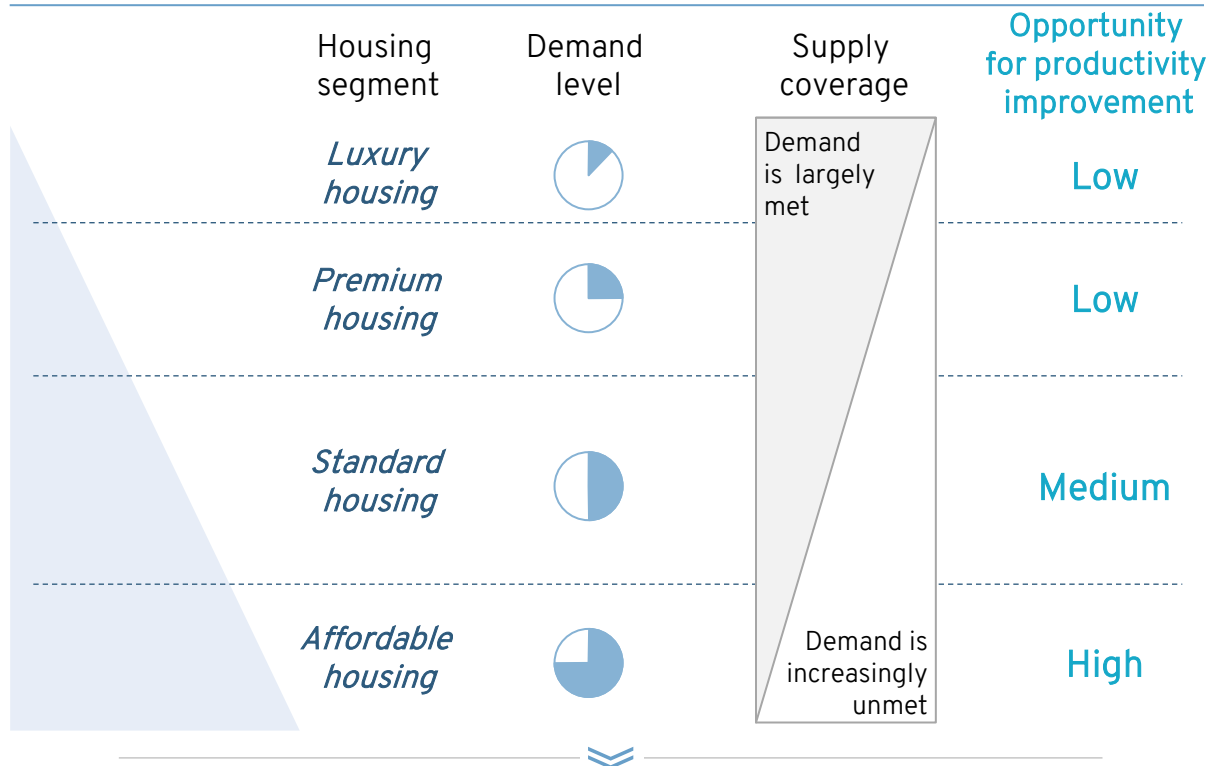 Housing
segment
Demand
level
Supply
coverage
Opportunity
for productivity
improvement
Luxury
housing
Demand
is largely
met
Low
Premium
housing
Low
Standard
housing
Medium
Affordable
housing
Demand is
increasingly
unmet
High